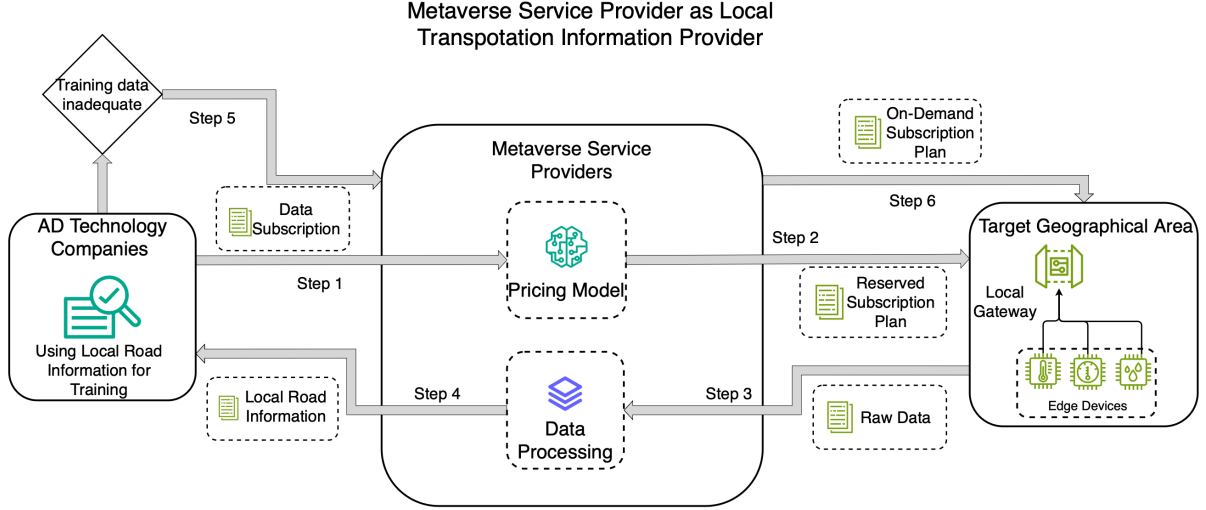 Metaverse Service Provider as Local
Transpotation Information Provider
Training data
inadequate
Step 5
On-Demand
Subscription
Plan
Metaverse Service
Providers
Step 6
Data
Subscription
AD Technology
Companies
Target Geographical Area
Step 1
Step 2
Pricing Model
Reserved
Subscription
Plan
Local
Gateway
Using Local Road
Information for
Training
Step 4
Step 3
Local Road
Information
Data
Processing
Raw Data
Edge Devices